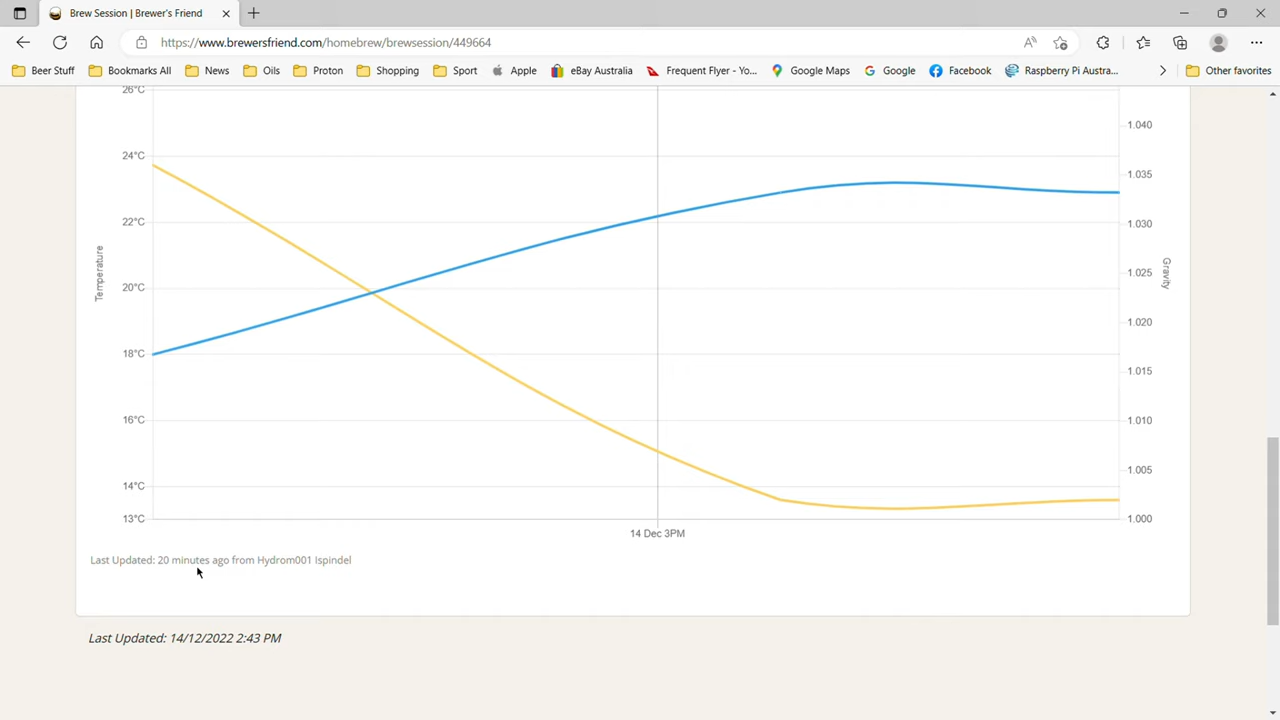 Brew Session | Brewer's Friend
https://www.brewersfriend.com/homebrew/brewsession/449664
Beer Stuff
Bookmarks All
News
Oils
Proton
Shopping
Sport
Apple
eBay Australia
Frequent Flyer - Yo...
Google Maps
Google
Facebook
Raspberry Pi Austra...
Other favorites
26°C
24°C
22°C
20°C
18°C
16°C
14°C
13°C
Temperature
1.040
1.035
1.030
1.025
1.020
1.015
1.010
1.005
1.000
Gravity
14 Dec 3PM
Last Updated: 20 minutes ago from Hydrom001 Ispindel
Last Updated: 14/12/2022 2:43 PM